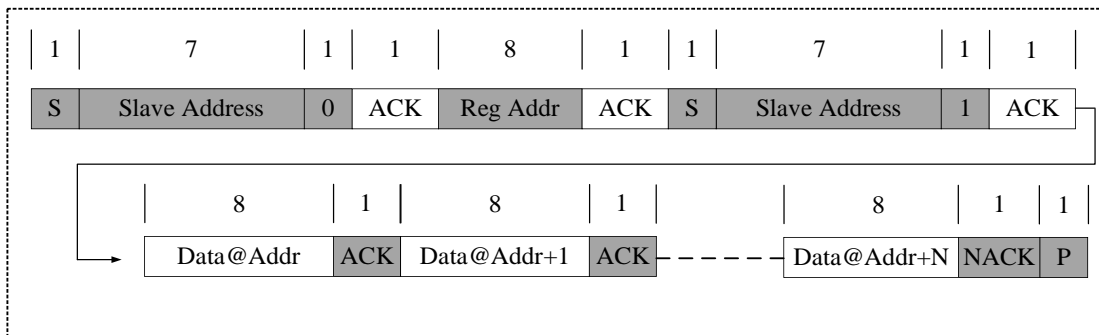 1 7 1 1 8 1 1 7 1 1
S Slave Address 0 ACK Reg Addr ACK S Slave Address 1 ACK
8 1 8 1 8 1 1
Data@Addr ACK Data@Addr+1 ACK Data@Addr+N NACK P